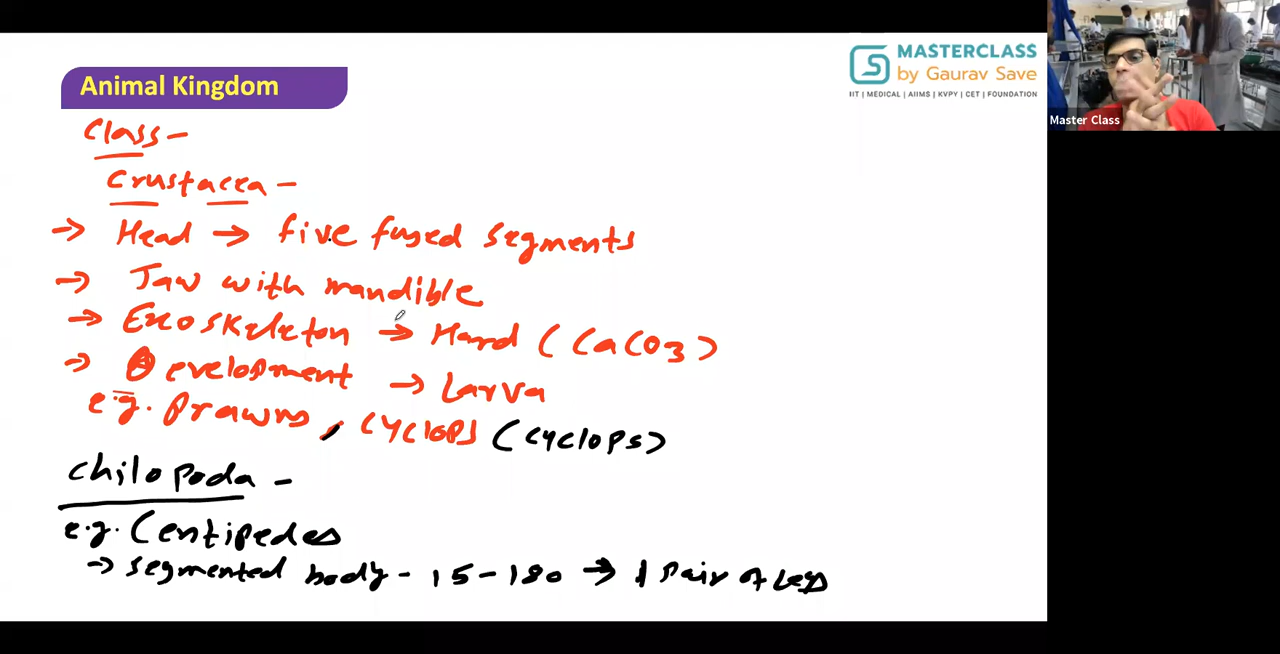 MASTERCLASS
by Gaurav Save
IIT | MEDICAL | AIIMS | KVPY | CET | FOUNDATION
Master Class
Animal Kingdom
Class –
Crustacea –
→ Head → five fused segments
→ Jaw with mandible
→ Exoskeleton → Hard (CaCO3)
→ Development → Larva
e.g. Prawns, cyclops (cyclops)
Chilopoda –
e.g. Centipedes
→ segmented body - 15-180 → 1 pair of legs